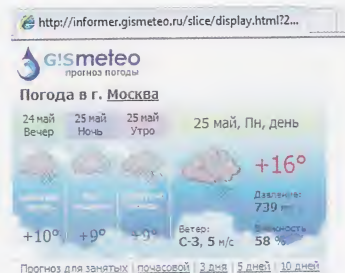 http://informer.gismeteo.ru/slice/display.html?2...
G!Smeteo
прогноз погоды
Погода в г. Москва
24 май 25 май 25 май 25 май, Пн, день
Вечер Ночь Утро
+16°
Давление:
739
Ветер: Влажность
+10° +9° +9° С-З, 5 м/с 58 %
Прогноз для занятых | почасовой | 3 дня | 5 дней | 10 дней